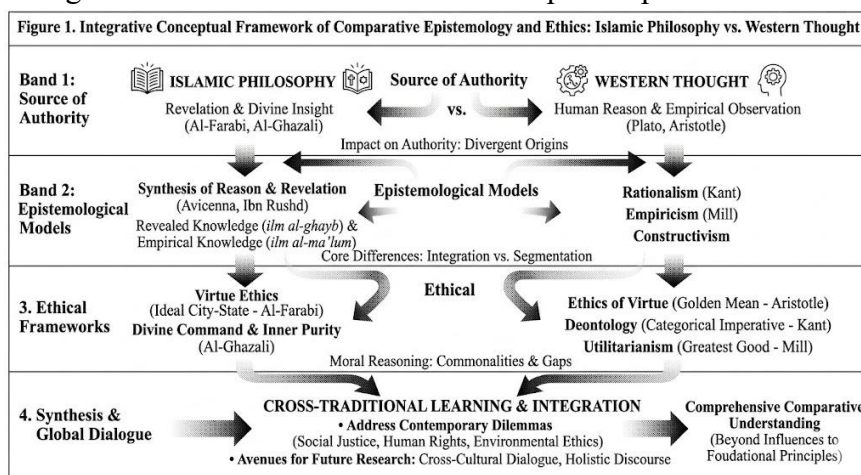 Figure 1. Integrative Conceptual Framework of Comparative Epistemology and Ethics: Islamic Philosophy vs. Western Thought
Band 1:
Source of
Authority
ISLAMIC PHILOSOPHY
Revelation & Divine Insight
(Al-Farabi, Al-Ghazali)
Source of Authority
vs.
WESTERN THOUGHT
Human Reason & Empirical Observation
(Plato, Aristotle)
Impact on Authority: Divergent Origins
Band 2:
Epistemological
Models
Synthesis of Reason & Revelation
(Avicenna, Ibn Rushd)
Revealed Knowledge (ilm al-ghayb) &
Empirical Knowledge (ilm al-ma'lum)
Epistemological Models
Rationalism (Kant)
Empiricism (Mill)
Constructivism
Core Differences: Integration vs. Segmentation
3. Ethical
Frameworks
Virtue Ethics
(Ideal City-State - Al-Farabi)
Divine Command & Inner Purity
(Al-Ghazali)
Ethical
Ethics of Virtue (Golden Mean - Aristotle)
Deontology (Categorical Imperative - Kant)
Utilitarianism (Greatest Good - Mill)
Moral Reasoning: Commonalities & Gaps
4. Synthesis &
Global Dialogue
CROSS-TRADITIONAL LEARNING & INTEGRATION
• Address Contemporary Dilemmas
(Social Justice, Human Rights, Environmental Ethics)
• Avenues for Future Research: Cross-Cultural Dialogue, Holistic Discourse
Comprehensive Comparative
Understanding
(Beyond Influences to
Foudational Principles)